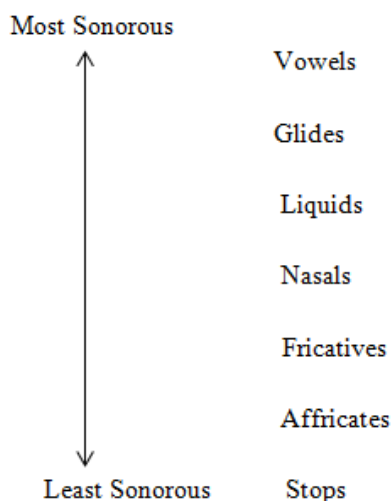 Most Sonorous
Vowels
Glides
Liquids
Nasals
Fricatives
Affricates
Least Sonorous Stops